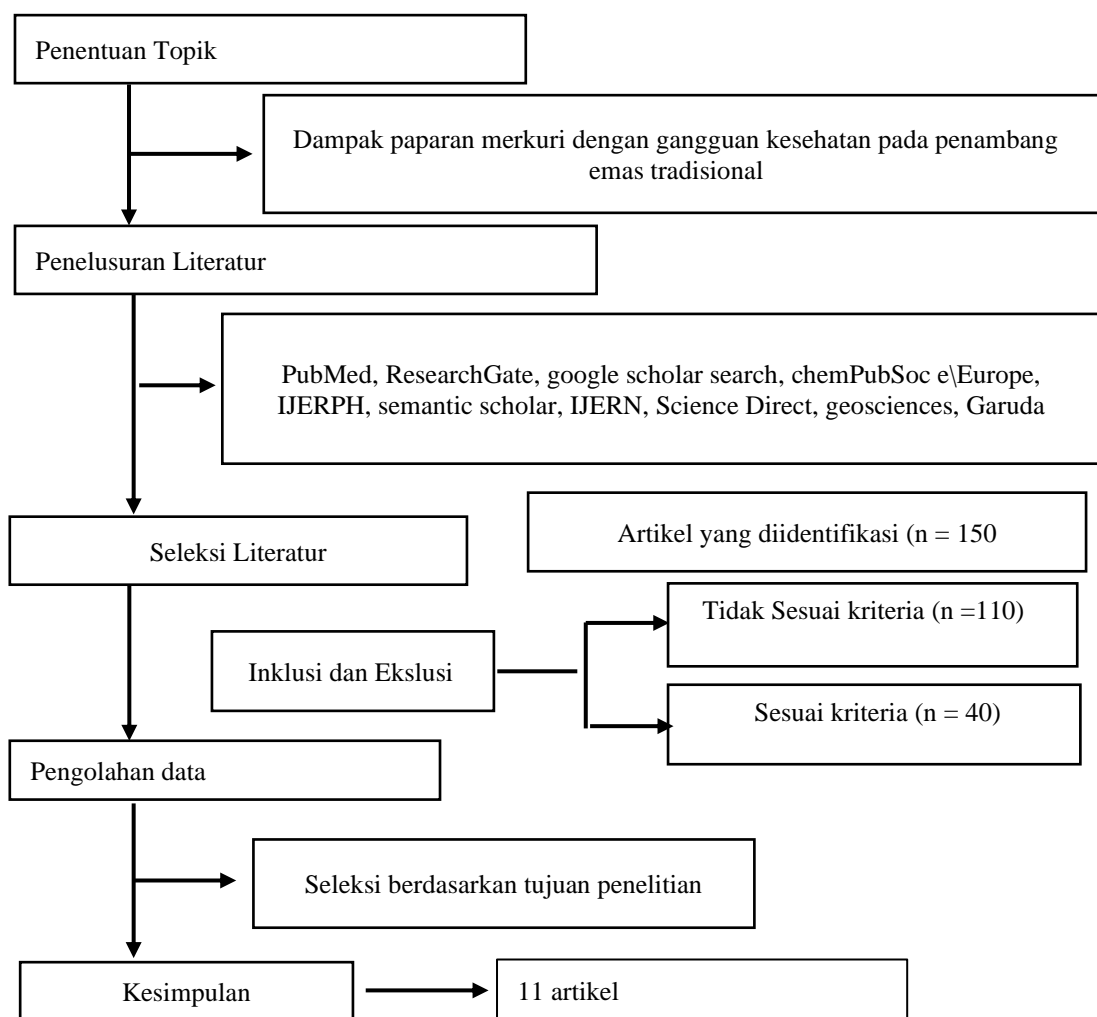 Penentuan Topik
Dampak paparan merkuri dengan gangguan kesehatan pada penambang
emas tradisional
Penelusuran Literatur
PubMed, ResearchGate, google scholar search, chemPubSoc e\Europe,
IJERPH, semantic scholar, IJERN, Science Direct, geosciences, Garuda
Seleksi Literatur
Artikel yang diidentifikasi (n = 150
Tidak Sesuai kriteria (n =110)
Inklusi dan Ekslusi
Sesuai kriteria (n = 40)
Pengolahan data
Seleksi berdasarkan tujuan penelitian
Kesimpulan
11 artikel